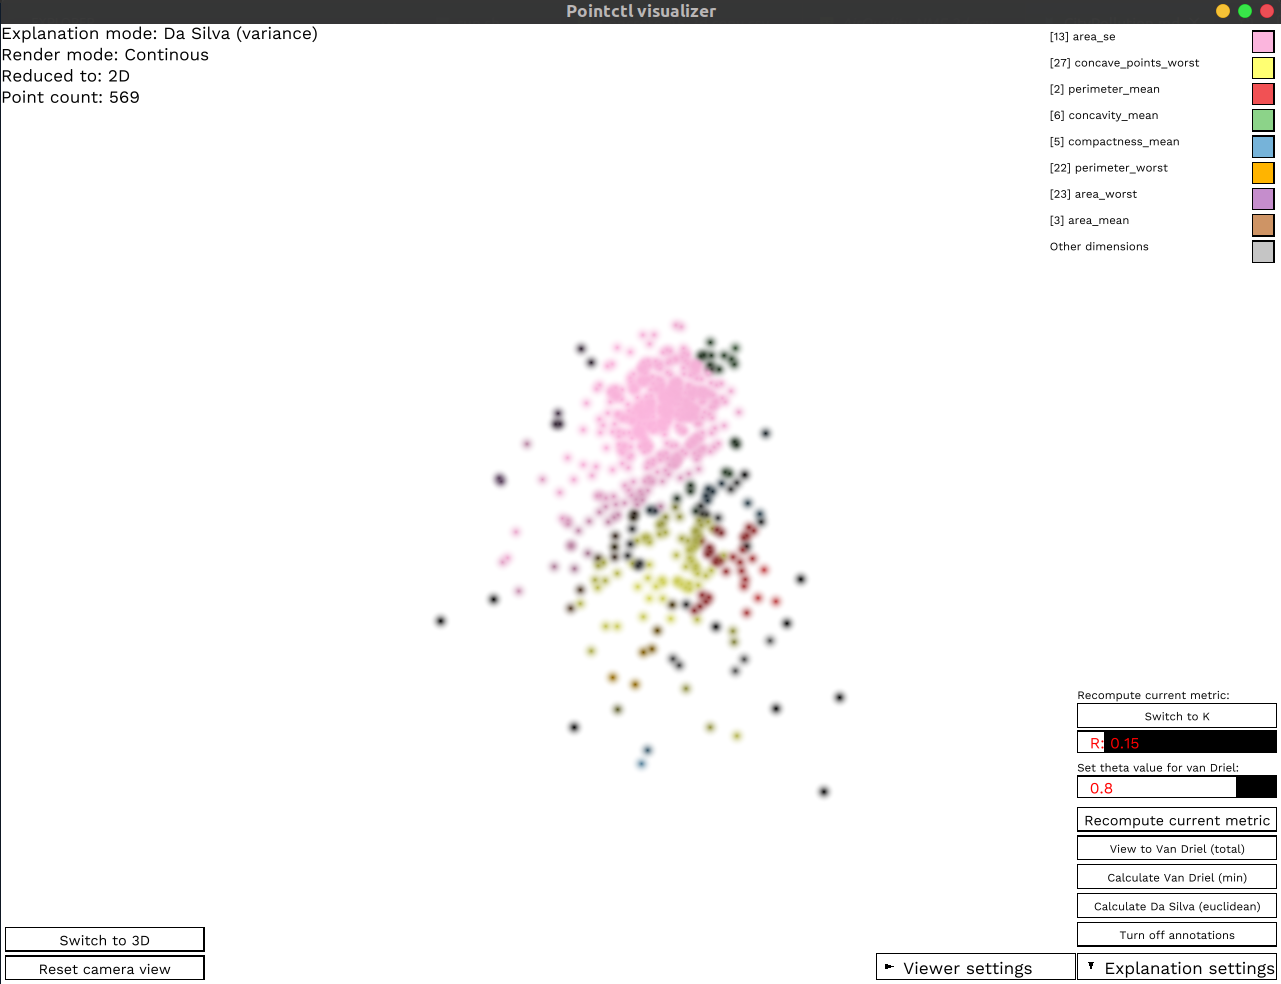 Pointctl visualizer
Explanation mode: Da Silva (variance)
Render mode: Continous
Reduced to: 2D
Point count: 569
[13] area_se
[27] concave_points_worst
[2] perimeter_mean
[6] concavity_mean
[5] compactness_mean
[22] perimeter_worst
[23] area_worst
[3] area_mean
Other dimensions
Recompute current metric:
Switch to K
R: 0.15
Set theta value for van Driel:
0.8
Recompute current metric
View to Van Driel (total)
Calculate Van Driel (min)
Calculate Da Silva (euclidean)
Turn off annotations
Switch to 3D
Reset camera view
Viewer settings
Explanation settings